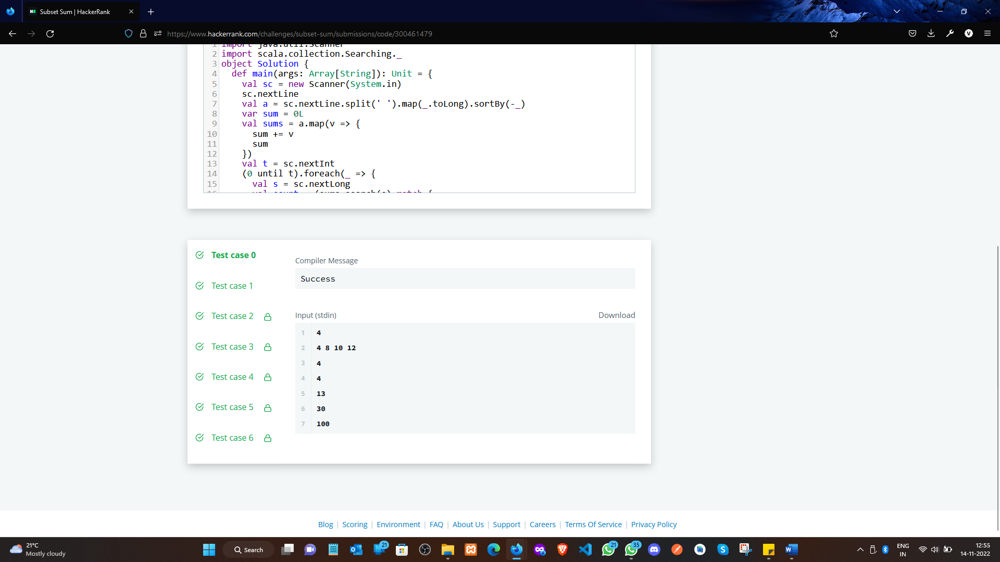 Subset Sum | HackerRank
https://www.hackerrank.com/challenges/subset-sum/submissions/code/300461479
1 import java.util.Scanner
2 import scala.collection.Searching._
3 object Solution {
4 def main(args: Array[String]): Unit = {
5 val sc = new Scanner(System.in)
6 sc.nextLine
7 val a = sc.nextLine.split(' ').map(_.toLong).sortBy(-_)
8 var sum = 0L
9 val sums = a.map(v => {
10 sum += v
11 sum
12 })
13 val t = sc.nextInt
14 (0 until t).foreach(_ => {
15 val s = sc.nextLong
16 val count = (sums.search(s) match {
Test case 0
Test case 1
Test case 2
Test case 3
Test case 4
Test case 5
Test case 6
Compiler Message
Success
Input (stdin)
Download
1 4
2 4 8 10 12
3 4
4 4
5 13
6 30
7 100
Blog | Scoring | Environment | FAQ | About Us | Support | Careers | Terms Of Service | Privacy Policy
21°C
Mostly cloudy
Search
21
21
35
ENG
IN
12:55
14-11-2022